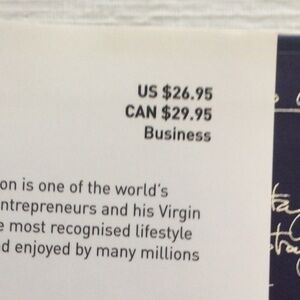 US $26.95
CAN $29.95
Business
on is one of the world's
ntrepreneurs and his Virgin
e most recognised lifestyle
d enjoyed by many millions